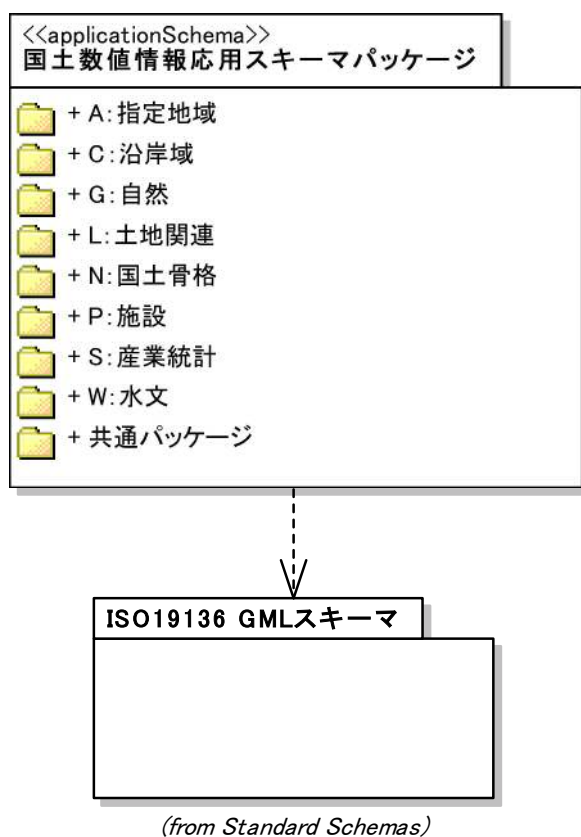 <<applicationSchema>>
国土数値情報応用スキーマパッケージ
+ A:指定地域
+ C:沿岸域
+ G:自然
+ L:土地関連
+ N:国土骨格
+ P:施設
+ S:産業統計
+ W:水文
+ 共通パッケージ
ISO19136 GMLスキーマ
(from Standard Schemas)